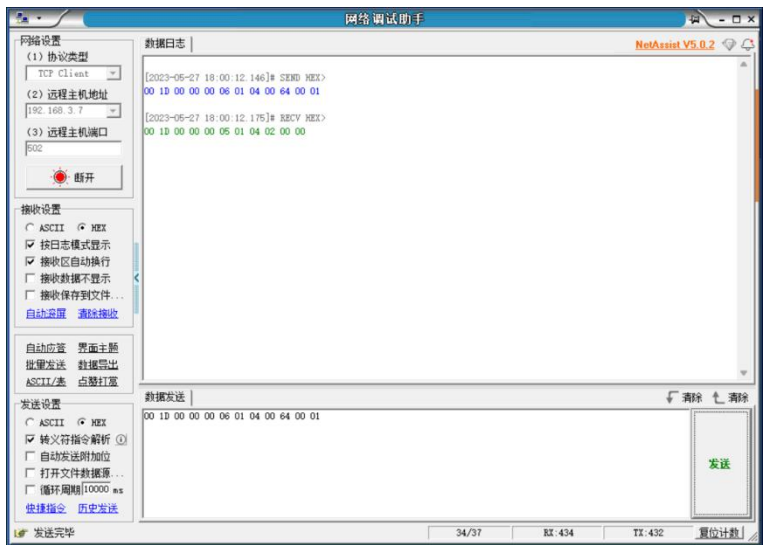 网络调试助手
网络设置
(1) 协议类型
TCP Client
(2) 远程主机地址
192.168.3.7
(3) 远程主机端口
502
断开
接收设置
ASCII HEX
按日志模式显示
接收区自动换行
接收数据不显示
接收保存到文件...
自动滚屏 清除接收
自动应答 界面主题
批量发送 数据导出
ASCII/表 点赞打赏
发送设置
ASCII HEX
转义符指令解析
自动发送附加位
打开文件数据源...
循环周期 10000 ms
快捷指令 历史发送
数据日志
NetAssist V5.0.2
[2023-05-27 18:00:12.146]# SEND HEX>
00 1D 00 00 00 06 01 04 00 64 00 01
[2023-05-27 18:00:12.175]# RECV HEX>
00 1D 00 00 00 05 01 04 02 00 00
数据发送
清除 清除
00 1D 00 00 00 06 01 04 00 64 00 01
发送
发送完毕
34/37
RX:434
TX:432
复位计数